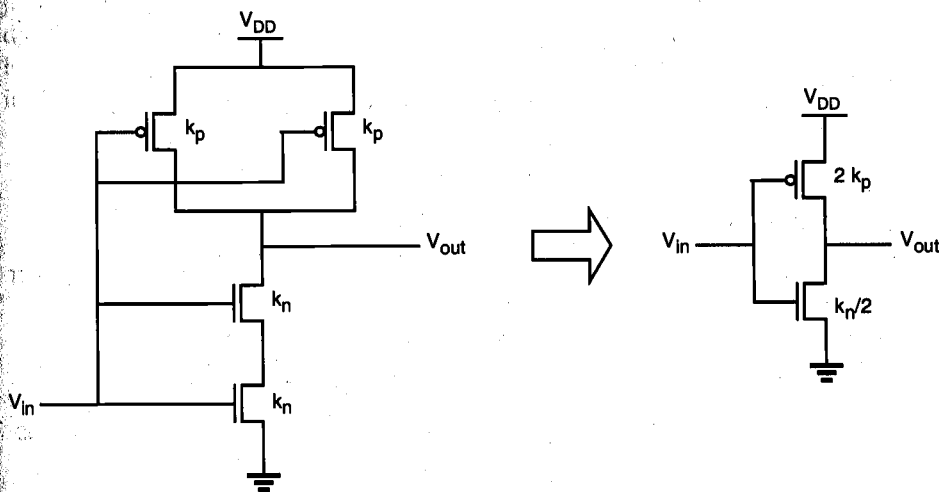 V_DD
k_p
k_p
V_out
k_n
k_n
V_in
V_DD
2 k_p
V_in
V_out
k_n/2